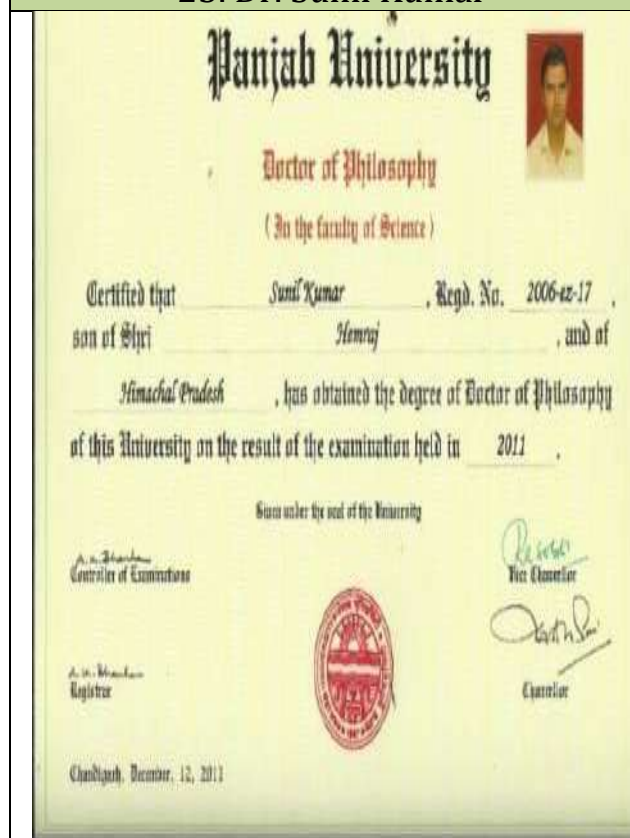 Dr. Sunil Kumar
Panjab University
Doctor of Philosophy
( In the faculty of Science )
Certified that Sunil Kumar , Regd. No. 2006-ez-17 ,
son of Shri Hemraj , and of
Himachal Pradesh , has obtained the degree of Doctor of Philosophy
of this University on the result of the examination held in 2011 .
Given under the seal of the University
Controller of Examinations
Vice Chancellor
Registrar
Chancellor
Chandigarh, December, 12, 2011